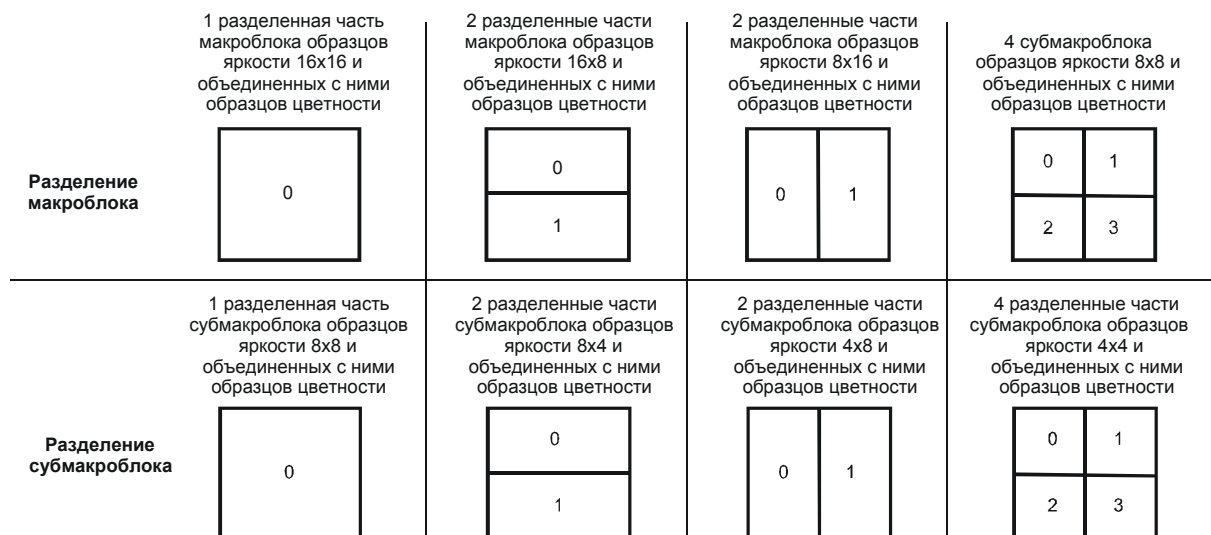 1 разделенная часть
макроблока образцов
яркости 16x16 и
объединенных с ними
образцов цветности
2 разделенные части
макроблока образцов
яркости 16x8 и
объединенных с ними
образцов цветности
2 разделенные части
макроблока образцов
яркости 8x16 и
объединенных с ними
образцов цветности
4 субмакроблока
образцов яркости 8x8 и
объединенных с ними
образцов цветности
Разделение
макроблока
0
0
1
0 1
0 1
2 3
1 разделенная часть
субмакроблока образцов
яркости 8x8 и
объединенных с ними
образцов цветности
2 разделенные части
субмакроблока образцов
яркости 8x4 и
объединенных с ними
образцов цветности
2 разделенные части
субмакроблока образцов
яркости 4x8 и
объединенных с ними
образцов цветности
4 разделенные части
субмакроблока образцов
яркости 4x4 и
объединенных с ними
образцов цветности
Разделение
субмакроблока
0
0
1
0 1
0 1
2 3